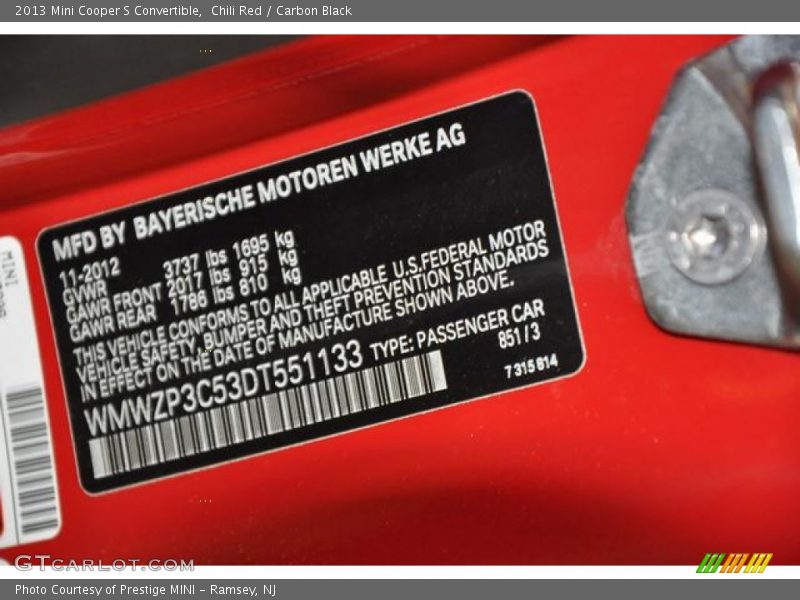 2013 Mini Cooper S Convertible,  Chili Red / Carbon Black
MFD BY BAYERISCHE MOTOREN WERKE AG
11-2012
GVWR 3737 lbs 1695 kg
GAWR FRONT 2017 lbs 915 kg
GAWR REAR 1786 lbs 810 kg
THIS VEHICLE CONFORMS TO ALL APPLICABLE U.S.FEDERAL MOTOR
VEHICLE SAFETY, BUMPER AND THEFT PREVENTION STANDARDS
IN EFFECT ON THE DATE OF MANUFACTURE SHOWN ABOVE.
WMWZP3C53DT551133 TYPE: PASSENGER CAR
851/3
7315814
MINI
GTCARLOT.COM
Photo Courtesy of Prestige MINI - Ramsey, NJ